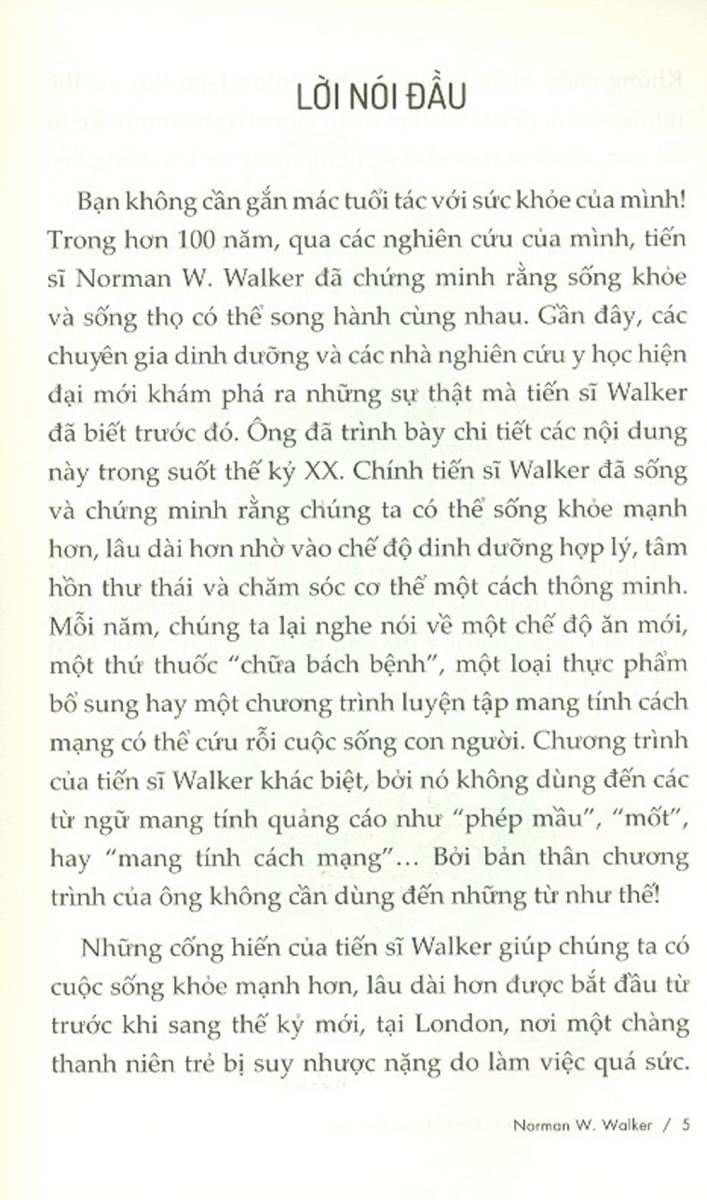 LỜI NÓI ĐẦU
Bạn không cần gắn mác tuổi tác với sức khỏe của mình!
Trong hơn 100 năm, qua các nghiên cứu của mình, tiến
sĩ Norman W. Walker đã chứng minh rằng sống khỏe
và sống thọ có thể song hành cùng nhau. Gần đây, các
chuyên gia dinh dưỡng và các nhà nghiên cứu y học hiện
đại mới khám phá ra những sự thật mà tiến sĩ Walker
đã biết trước đó. Ông đã trình bày chi tiết các nội dung
này trong suốt thế kỷ XX. Chính tiến sĩ Walker đã sống
và chứng minh rằng chúng ta có thể sống khỏe mạnh
hơn, lâu dài hơn nhờ vào chế độ dinh dưỡng hợp lý, tâm
hồn thư thái và chăm sóc cơ thể một cách thông minh.
Mỗi năm, chúng ta lại nghe nói về một chế độ ăn mới,
một thứ thuốc “chữa bách bệnh”, một loại thực phẩm
bổ sung hay một chương trình luyện tập mang tính cách
mạng có thể cứu rỗi cuộc sống con người. Chương trình
của tiến sĩ Walker khác biệt, bởi nó không dùng đến các
từ ngữ mang tính quảng cáo như “phép mầu”, “mốt”,
hay “mang tính cách mạng”… Bởi bản thân chương
trình của ông không cần dùng đến những từ như thế!
Những cống hiến của tiến sĩ Walker giúp chúng ta có
cuộc sống khỏe mạnh hơn, lâu dài hơn được bắt đầu từ
trước khi sang thế kỷ mới, tại London, nơi một chàng
thanh niên trẻ bị suy nhược nặng do làm việc quá sức.
Norman W. Walker / 5